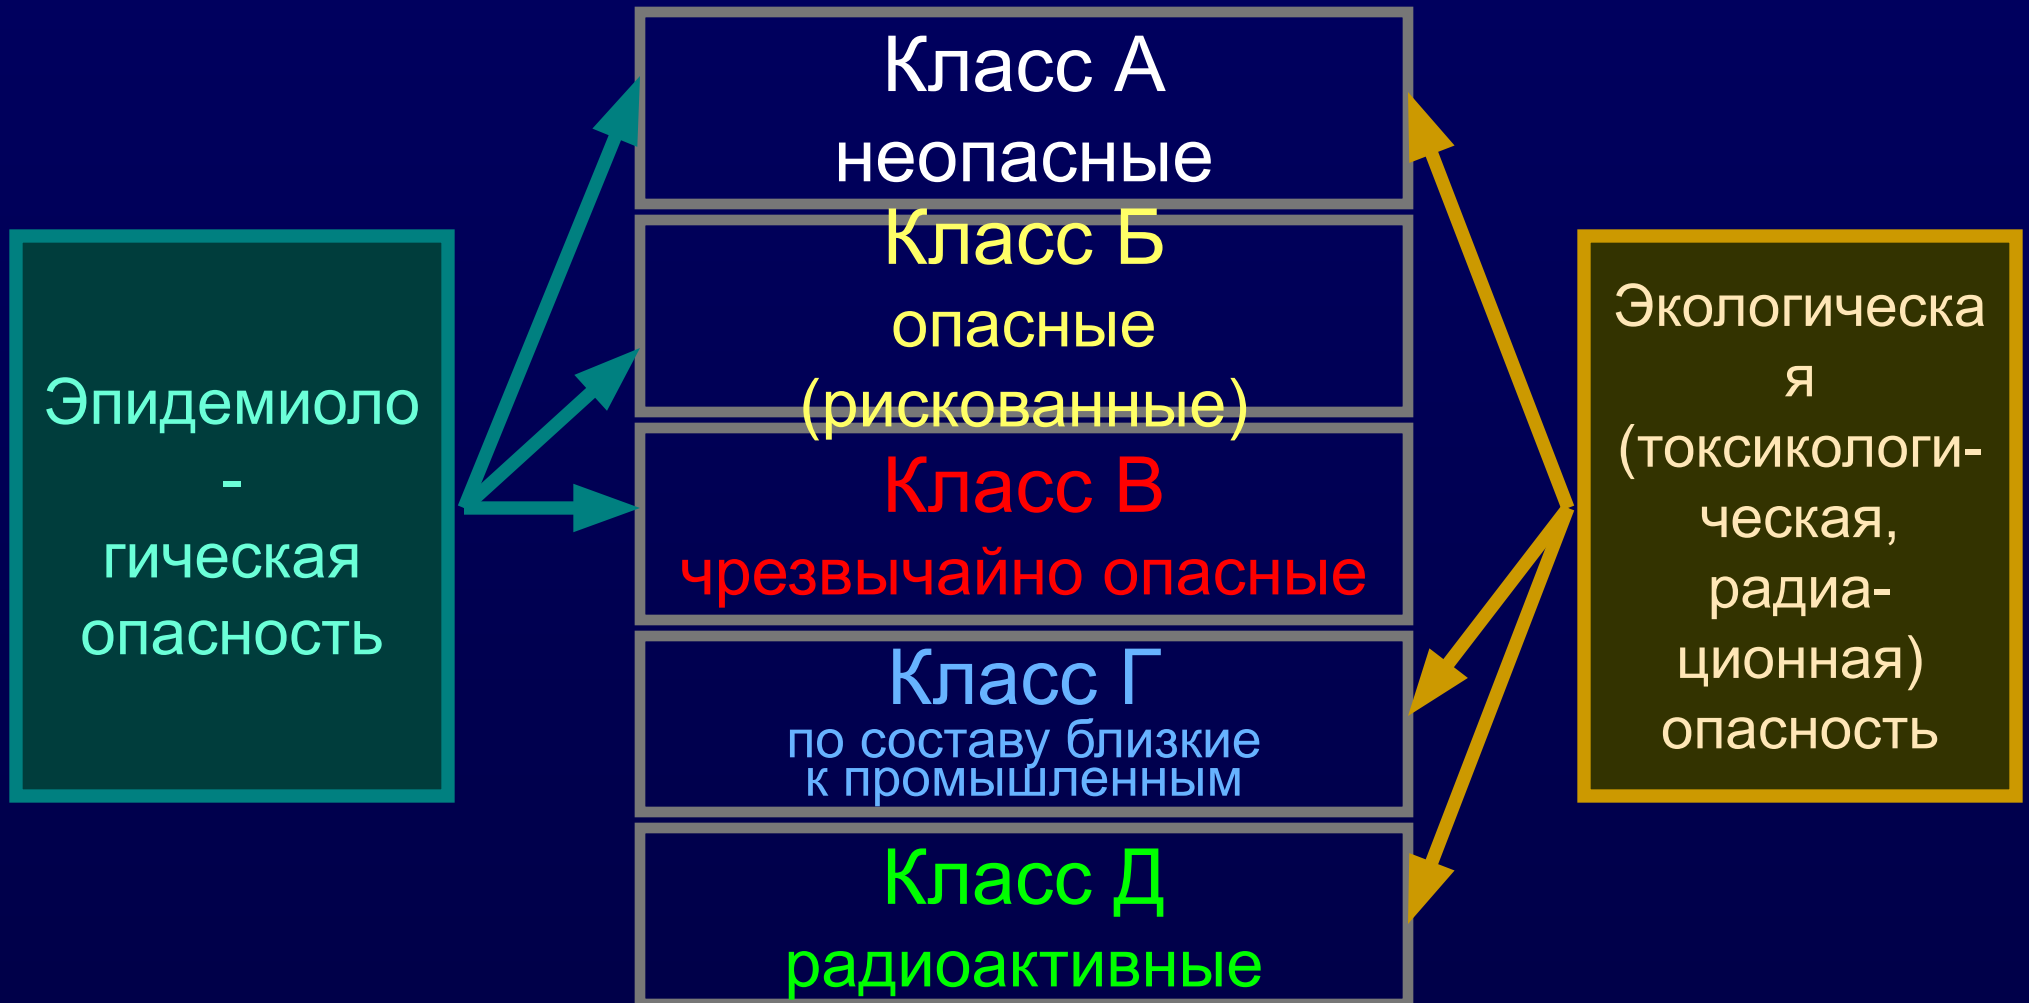 Эпидемиоло
-
гическая
опасность
Класс А
неопасные
Класс Б
опасные
(рискованные)
Класс В
чрезвычайно опасные
Класс Г
по составу близкие
к промышленным
Класс Д
радиоактивные
Экологическа
я
(токсикологи-
ческая,
радиа-
ционная)
опасность